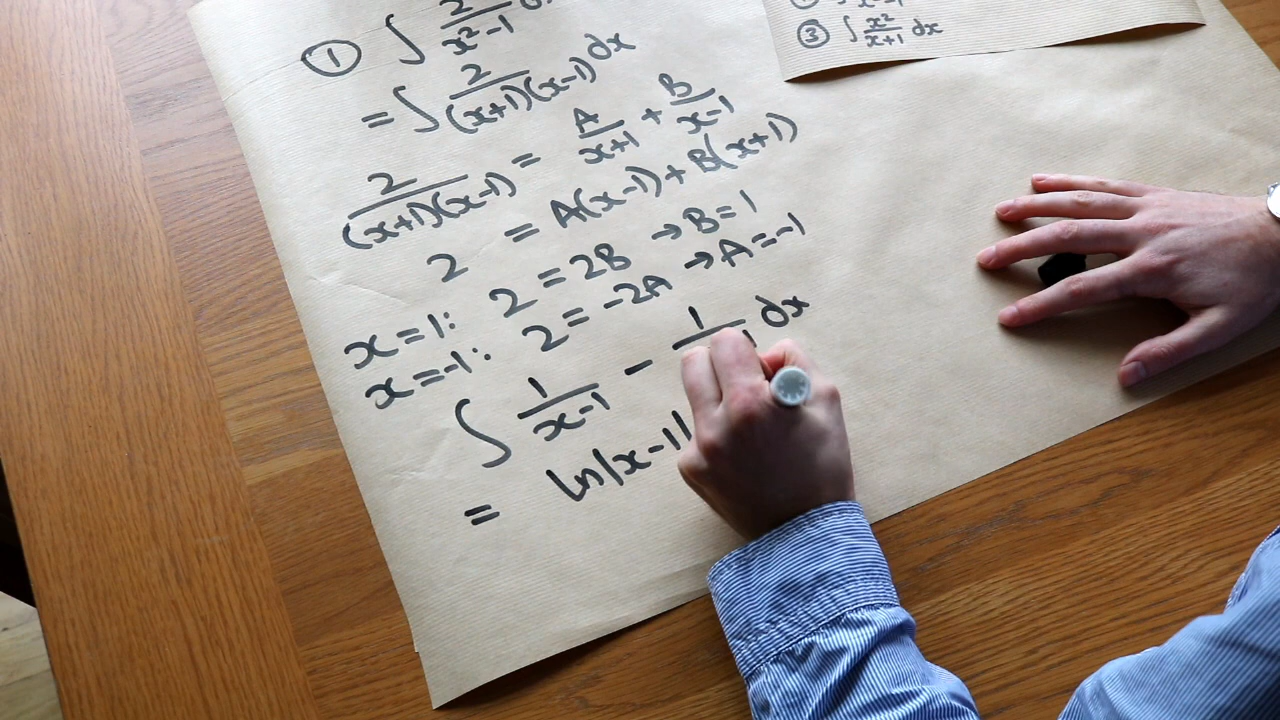 ① ∫ 2/(x²-1)
= ∫ 2/((x+1)(x-1)) dx
2/((x+1)(x-1)) = A/(x+1) + B/(x-1)
2 = A(x-1) + B(x+1)
x=1: 2 = 2B → B=1
x=-1: 2 = -2A → A=-1
∫ 1/(x-1) - 1/ dx
= ln|x-1|
③ ∫ x²/(x+1) dx